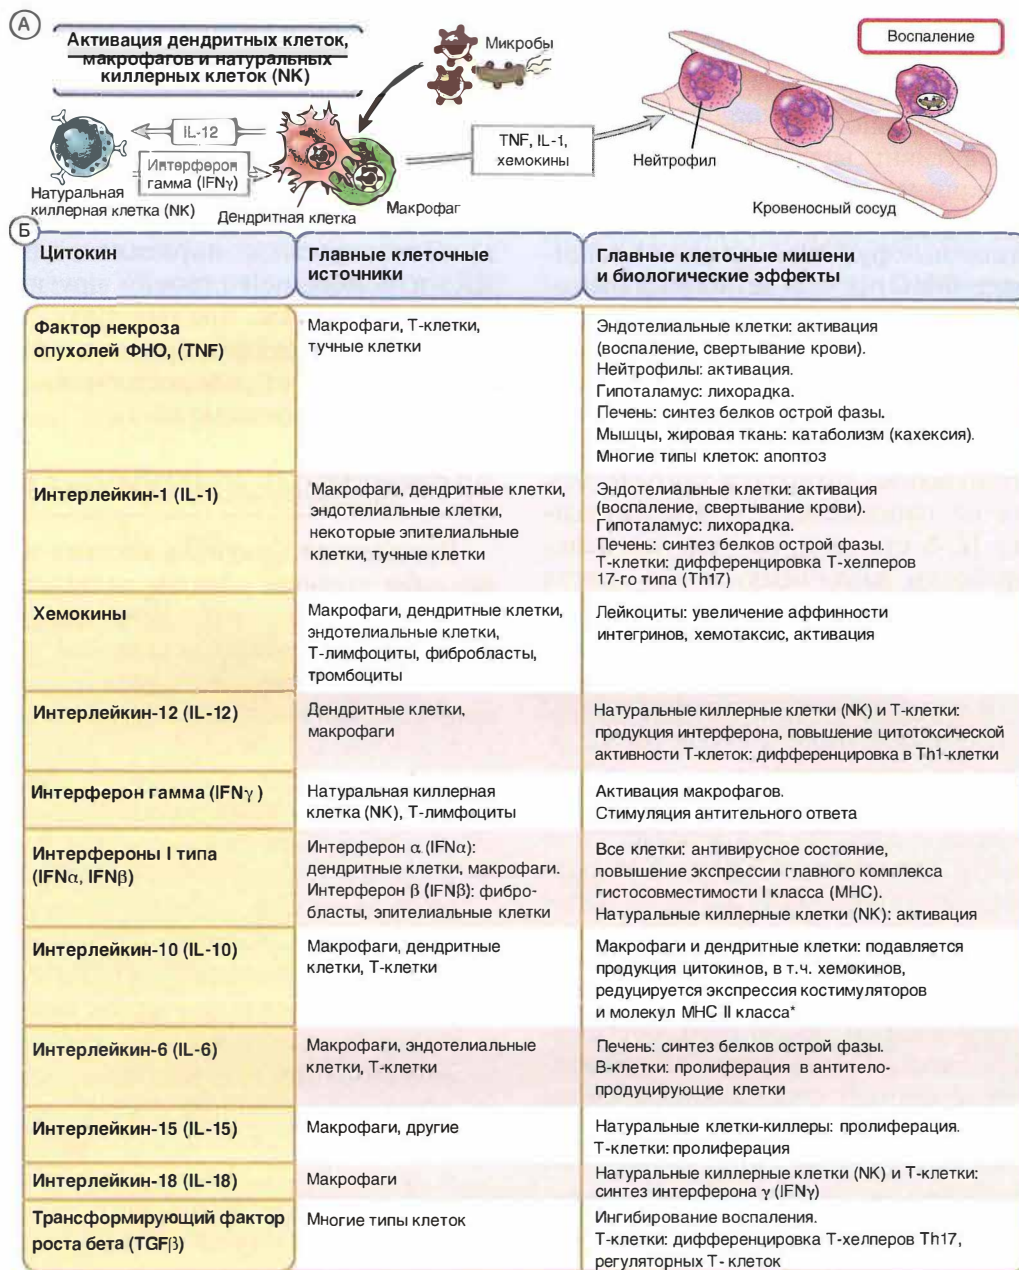 А
Активация дендритных клеток,
макрофагов и натуральных
киллерных клеток (NK)
Микробы
Воспаление
IL-12
Интерферон
гамма (IFNγ)
TNF, IL-1,
хемокины
Нейтрофил
Натуральная
киллерная клетка (NK)
Дендритная клетка
Макрофаг
Кровеносный сосуд
Б
Цитокин
Главные клеточные
источники
Главные клеточные мишени
и биологические эффекты
Фактор некроза
опухолей ФНО, (TNF)
Макрофаги, Т-клетки,
тучные клетки
Эндотелиальные клетки: активация
(воспаление, свертывание крови).
Нейтрофилы: активация.
Гипоталамус: лихорадка.
Печень: синтез белков острой фазы.
Мышцы, жировая ткань: катаболизм (кахексия).
Многие типы клеток: апоптоз
Интерлейкин-1 (IL-1)
Макрофаги, дендритные клетки,
эндотелиальные клетки,
некоторые эпителиальные
клетки, тучные клетки
Эндотелиальные клетки: активация
(воспаление, свертывание крови).
Гипоталамус: лихорадка.
Печень: синтез белков острой фазы.
Т-клетки: дифференцировка Т-хелперов
17-го типа (Th17)
Хемокины
Макрофаги, дендритные клетки,
эндотелиальные клетки,
Т-лимфоциты, фибробласты,
тромбоциты
Лейкоциты: увеличение аффинности
интегринов, хемотаксис, активация
Интерлейкин-12 (IL-12)
Дендритные клетки,
макрофаги
Натуральные киллерные клетки (NK) и Т-клетки:
продукция интерферона, повышение цитотоксической
активности Т-клеток: дифференцировка в Th1-клетки
Интерферон гамма (IFNγ )
Натуральная киллерная
клетка (NK), Т-лимфоциты
Активация макрофагов.
Стимуляция антительного ответа
Интерфероны I типа
(IFNα, IFNβ)
Интерферон α (IFNα):
дендритные клетки, макрофаги.
Интерферон β (IFNβ): фибро-
бласты, эпителиальные клетки
Все клетки: антивирусное состояние,
повышение экспрессии главного комплекса
гистосовместимости I класса (МНС).
Натуральные киллерные клетки (NK): активация
Интерлейкин-10 (IL-10)
Макрофаги, дендритные
клетки, Т-клетки
Макрофаги и дендритные клетки: подавляется
продукция цитокинов, в т.ч. хемокинов,
редуцируется экспрессия костимуляторов
и молекул МНС II класса*
Интерлейкин-6 (IL-6)
Макрофаги, эндотелиальные
клетки, Т-клетки
Печень: синтез белков острой фазы.
В-клетки: пролиферация в антитело-
продуцирующие клетки
Интерлейкин-15 (IL-15)
Макрофаги, другие
Натуральные клетки-киллеры: пролиферация.
Т-клетки: пролиферация
Интерлейкин-18 (IL-18)
Макрофаги
Натуральные киллерные клетки (NK) и Т-клетки:
синтез интерферона γ (IFNγ)
Трансформирующий фактор
роста бета (TGFβ)
Многие типы клеток
Ингибирование воспаления.
Т-клетки: дифференцировка Т-хелперов Th17,
регуляторных Т- клеток